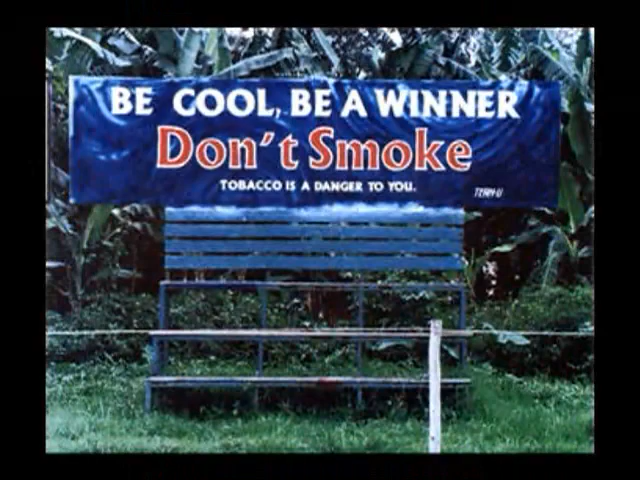 BE COOL, BE A WINNER
Don't Smoke
TOBACCO IS A DANGER TO YOU.